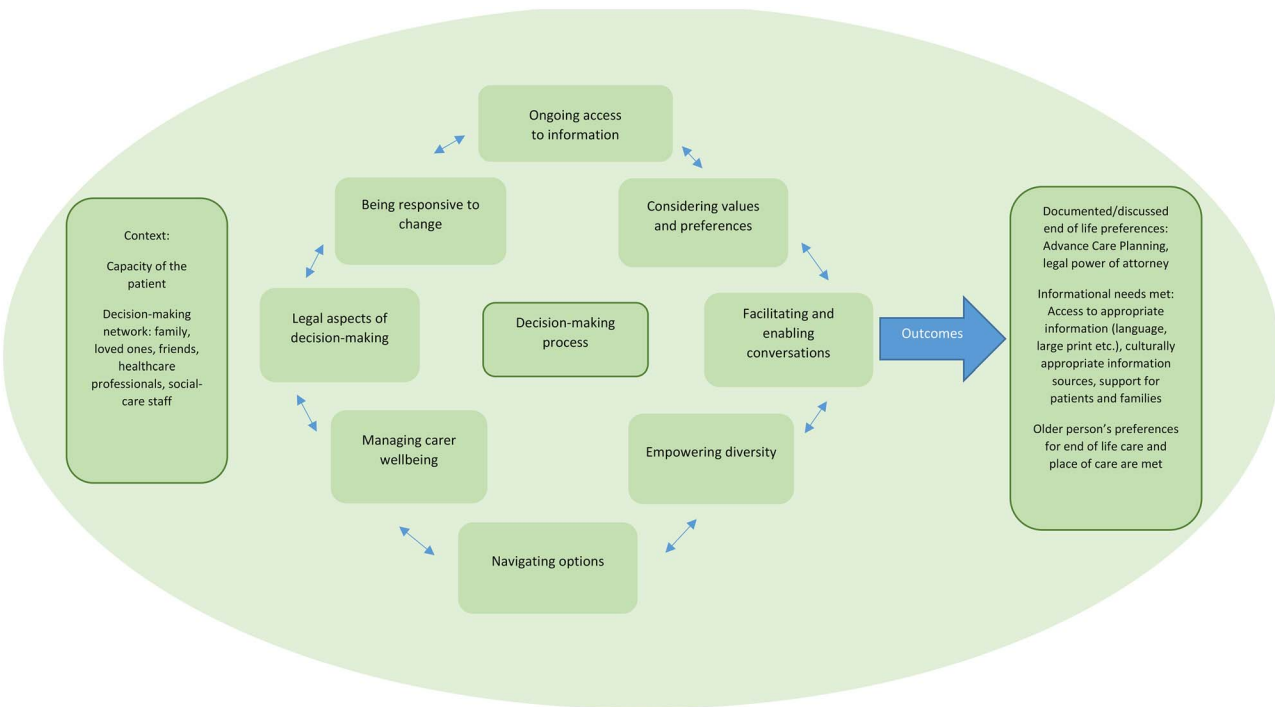 Ongoing access
to information
Being responsive to
change
Considering values
and preferences
Context:
Capacity of the
patient
Decision-making
network: family,
loved ones, friends,
healthcare
professionals, social-
care staff
Legal aspects of
decision-making
Decision-making
process
Facilitating and
enabling
conversations
Outcomes
Documented/discussed
end of life preferences:
Advance Care Planning,
legal power of attorney
Informational needs met:
Access to appropriate
information (language,
large print etc.), culturally
appropriate information
sources, support for
patients and families
Older person’s preferences
for end of life care and
place of care are met
Managing carer
wellbeing
Empowering diversity
Navigating options